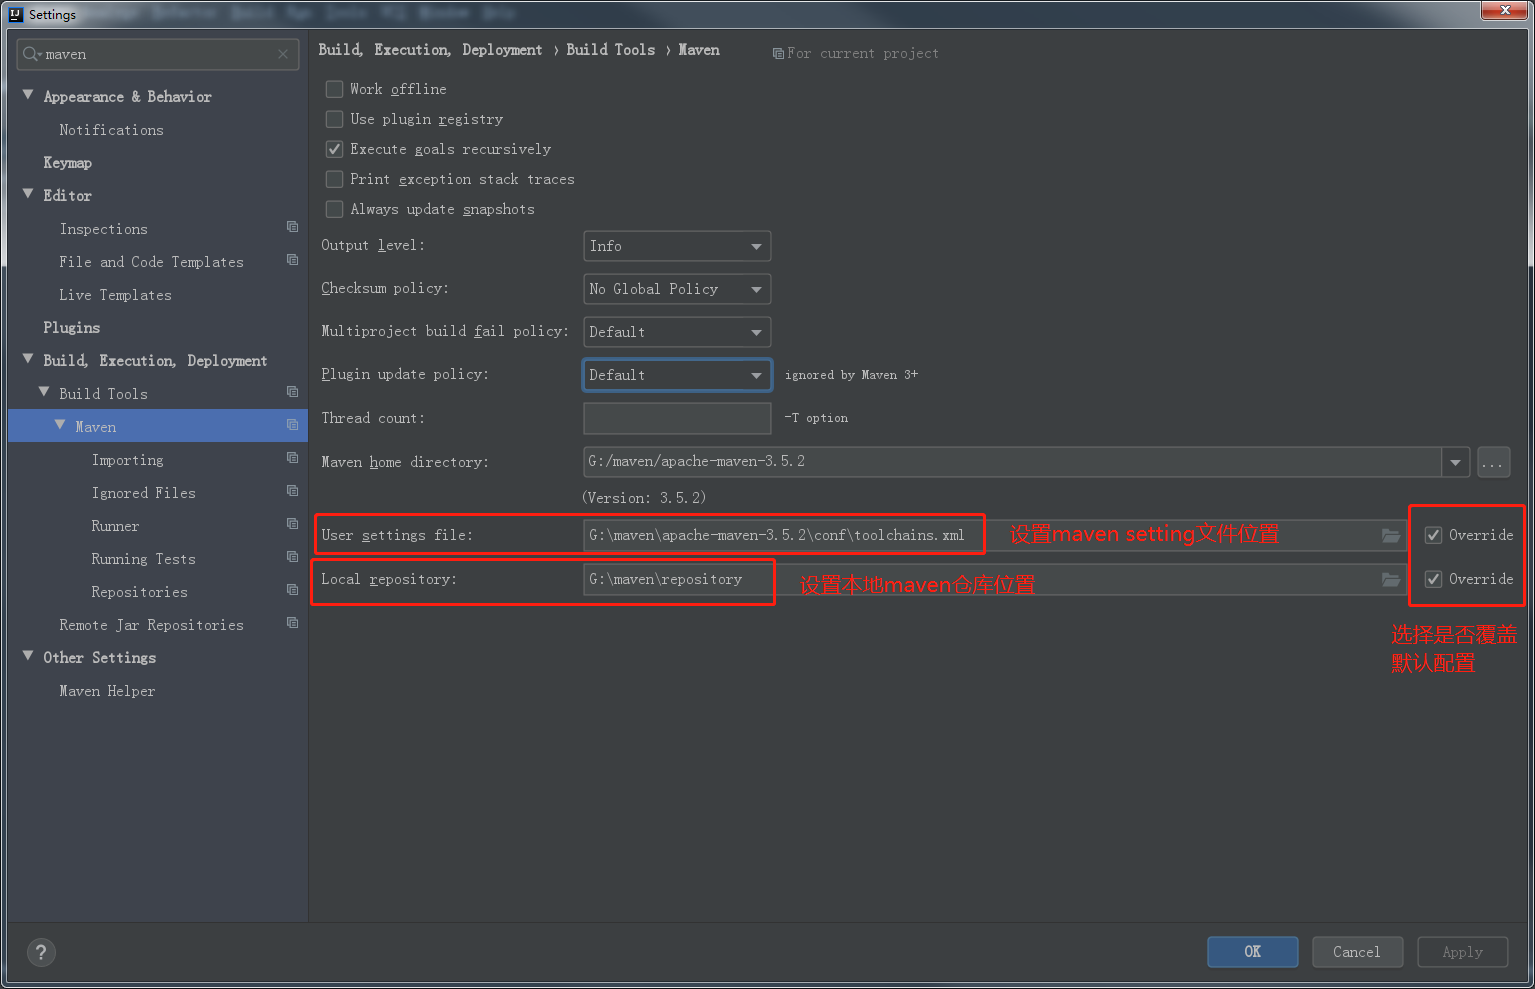 Settings
maven
Appearance & Behavior
Notifications
Keymap
Editor
Inspections
File and Code Templates
Live Templates
Plugins
Build, Execution, Deployment
Build Tools
Maven
Importing
Ignored Files
Runner
Running Tests
Repositories
Remote Jar Repositories
Other Settings
Maven Helper
Build, Execution, Deployment › Build Tools › Maven For current project
Work offline
Use plugin registry
Execute goals recursively
Print exception stack traces
Always update snapshots
Output level: Info
Checksum policy: No Global Policy
Multiproject build fail policy: Default
Plugin update policy: Default ignored by Maven 3+
Thread count: -T option
Maven home directory: G:/maven/apache-maven-3.5.2 ...
(Version: 3.5.2)
User settings file: G:\maven\apache-maven-3.5.2\conf\toolchains.xml 设置maven setting文件位置 Override
Local repository: G:\maven\repository 设置本地maven仓库位置 Override
选择是否覆盖
默认配置
? OK Cancel Apply